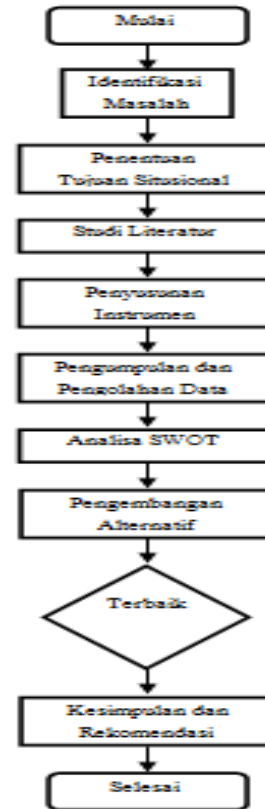 Mulai
Identifikasi
Masalah
Penentuan
Tujuan Situsional
Studi Literatur
Penyusunan
Instrumen
Pengumpulan dan
Pengolahan Data
Analisa SWOT
Pengembangan
Alternatif
Terbaik
Kesimpulan dan
Rekomendasi
Selesai